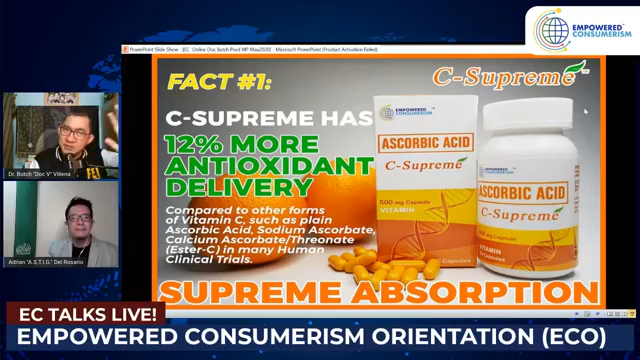 EMPOWERED
CONSUMERISM
PowerPoint Slide Show - [EC Online Doc Butch Prod MP May2020] - Microsoft PowerPoint (Product Activation Failed)
FACT #1:
C-Supreme
C-SUPREME HAS
12% MORE
ANTIOXIDANT
DELIVERY
Compared to other forms
of Vitamin C, such as plain
Ascorbic Acid, Sodium Ascorbate,
Calcium Ascorbate/Threonate
(Ester-C) in many Human
Clinical Trials.
EMPOWERED
CONSUMERISM
ASCORBIC ACID
C-Supreme
500 mg Capsule
VITAMIN
Capsules
ASCORBIC ACID
C-Supreme
Capsule
VITAMIN
Capsules
SUPREME ABSORPTION
Dr. Butch "Doc V" Villena
Adrian "A.S.T.I.G." Del Rosario
EC TALKS LIVE!
EMPOWERED CONSUMERISM ORIENTATION (ECO)